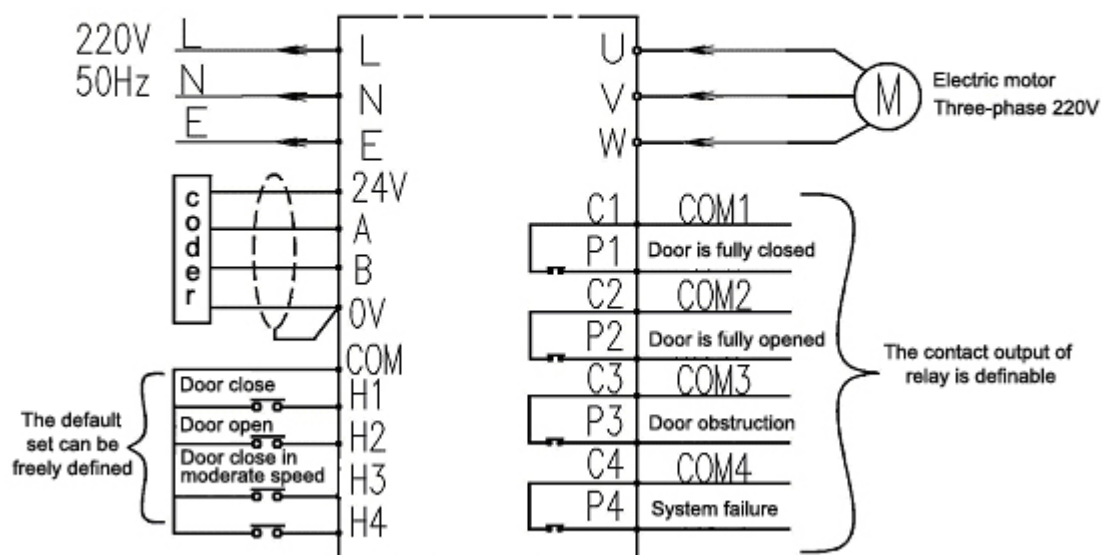 220V L
50Hz N
E
L
N
E
24V
A
B
0V
COM
H1
H2
H3
H4
coder
Door close
Door open
Door close in
moderate speed
The default
set can be
freely defined
U
V
W
M
Electric motor
Three-phase 220V
C1 COM1
P1 Door is fully closed
C2 COM2
P2 Door is fully opened
C3 COM3
P3 Door obstruction
C4 COM4
P4 System failure
The contact output of
relay is definable